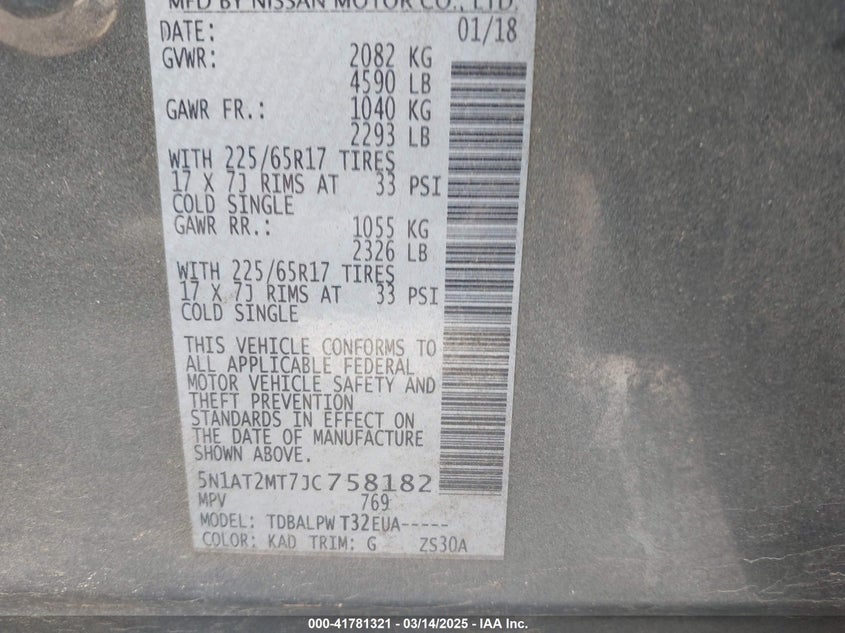 MFD BY NISSAN MOTOR CO., LTD.
DATE: 01/18
GVWR: 2082 KG
4590 LB
GAWR FR.: 1040 KG
2293 LB
WITH 225/65R17 TIRES
17 X 7J RIMS AT 33 PSI
COLD SINGLE
GAWR RR.: 1055 KG
2326 LB
WITH 225/65R17 TIRES
17 X 7J RIMS AT 33 PSI
COLD SINGLE
THIS VEHICLE CONFORMS TO
ALL APPLICABLE FEDERAL
MOTOR VEHICLE SAFETY AND
THEFT PREVENTION
STANDARDS IN EFFECT ON
THE DATE OF MANUFACTURE
SHOWN ABOVE.
5N1AT2MT7JC758182
MPV 769
MODEL: TDBALPW T32EUA-----
COLOR: KAD TRIM: G ZS30A
000-41781321 - 03/14/2025 - IAA Inc.